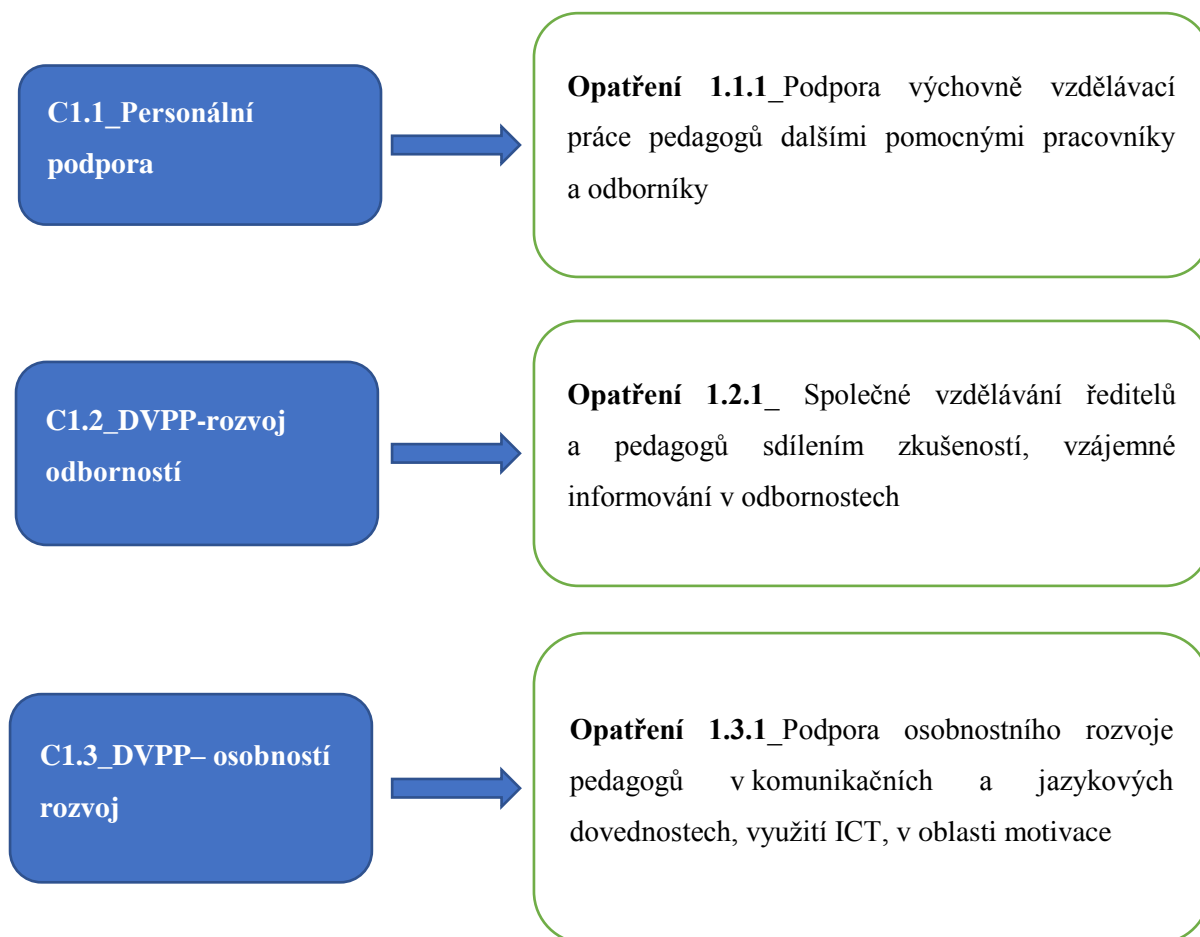 C1.1_Personální
podpora
Opatření 1.1.1_Podpora výchovně vzdělávací
práce pedagogů dalšími pomocnými pracovníky
a odborníky
C1.2_DVPP-rozvoj
odborností
Opatření 1.2.1_ Společné vzdělávání ředitelů
a pedagogů sdílením zkušeností, vzájemné
informování v odbornostech
C1.3_DVPP– osobností
rozvoj
Opatření 1.3.1_Podpora osobnostního rozvoje
pedagogů v komunikačních a jazykových
dovednostech, využití ICT, v oblasti motivace